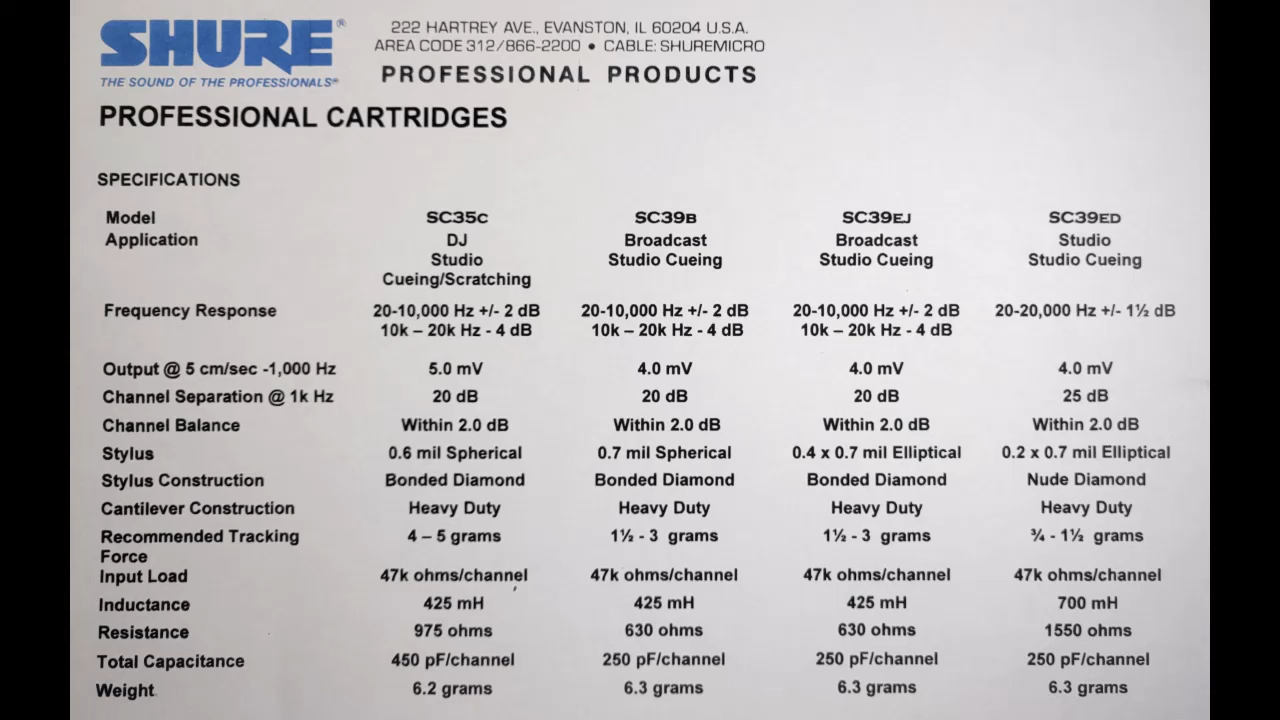 SHURE®
THE SOUND OF THE PROFESSIONALS®
222 HARTREY AVE., EVANSTON, IL 60204 U.S.A.
AREA CODE 312/866-2200 • CABLE: SHUREMICRO
PROFESSIONAL PRODUCTS
PROFESSIONAL CARTRIDGES
SPECIFICATIONS
Model SC35C SC39B SC39EJ SC39ED
Application DJ Broadcast Broadcast Studio
Studio Studio Cueing Studio Cueing Studio Cueing
Cueing/Scratching
Frequency Response 20-10,000 Hz +/- 2 dB 20-10,000 Hz +/- 2 dB 20-10,000 Hz +/- 2 dB 20-20,000 Hz +/- 1½ dB
10k – 20k Hz - 4 dB 10k – 20k Hz - 4 dB 10k – 20k Hz - 4 dB
Output @ 5 cm/sec -1,000 Hz 5.0 mV 4.0 mV 4.0 mV 4.0 mV
Channel Separation @ 1k Hz 20 dB 20 dB 20 dB 25 dB
Channel Balance Within 2.0 dB Within 2.0 dB Within 2.0 dB Within 2.0 dB
Stylus 0.6 mil Spherical 0.7 mil Spherical 0.4 x 0.7 mil Elliptical 0.2 x 0.7 mil Elliptical
Stylus Construction Bonded Diamond Bonded Diamond Bonded Diamond Nude Diamond
Cantilever Construction Heavy Duty Heavy Duty Heavy Duty Heavy Duty
Recommended Tracking 4 – 5 grams 1½ - 3 grams 1½ - 3 grams ¾ - 1½ grams
Force
Input Load 47k ohms/channel 47k ohms/channel 47k ohms/channel 47k ohms/channel
Inductance 425 mH 425 mH 425 mH 700 mH
Resistance 975 ohms 630 ohms 630 ohms 1550 ohms
Total Capacitance 450 pF/channel 250 pF/channel 250 pF/channel 250 pF/channel
Weight 6.2 grams 6.3 grams 6.3 grams 6.3 grams